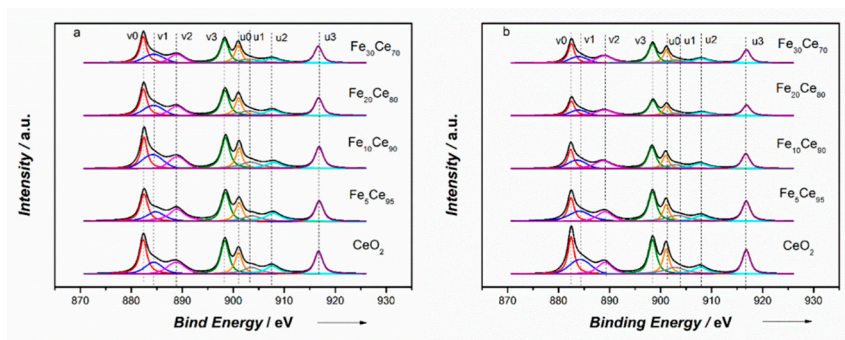 a
v0 v1 v2 v3 u0 u1 u2 u3
Fe30Ce70
Fe20Ce80
Fe10Ce90
Fe5Ce95
CeO2
Intensity / a.u.
870 880 890 900 910 920
Bind Energy / eV
b
v0 v1 v2 v3 u0 u1 u2 u3
Fe30Ce70
Fe20Ce80
Fe10Ce90
Fe5Ce95
CeO2
Intensity / a.u.
870 880 890 900 910 920 930
Binding Energy / eV